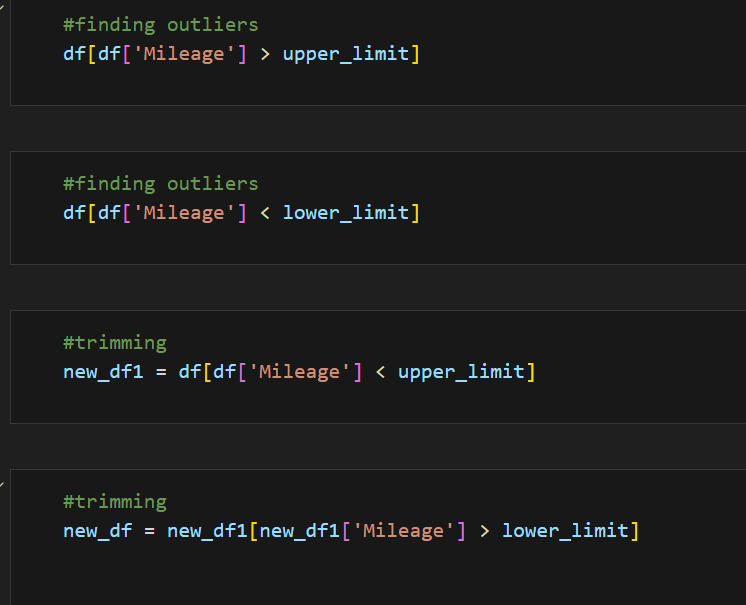 #finding outliers
df[df['Mileage'] > upper_limit]
#finding outliers
df[df['Mileage'] < lower_limit]
#trimming
new_df1 = df[df['Mileage'] < upper_limit]
#trimming
new_df = new_df1[new_df1['Mileage'] > lower_limit]